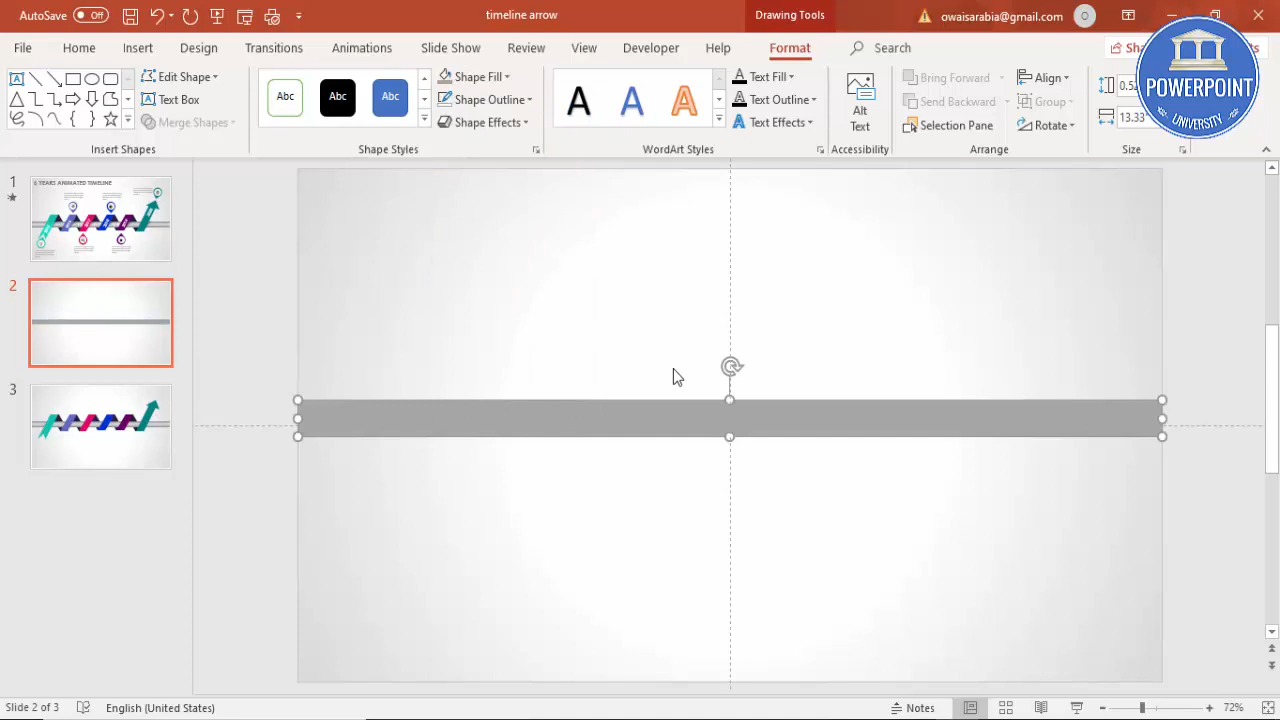 AutoSave Off
timeline arrow
Drawing Tools
owaisarabia@gmail.com O
File Home Insert Design Transitions Animations Slide Show Review View Developer Help Format Search
Edit Shape
Text Box
Merge Shapes
Insert Shapes
Abc Abc Abc
Shape Fill
Shape Outline
Shape Effects
Shape Styles
A A A
Text Fill
Text Outline
Text Effects
WordArt Styles
Alt
Text
Accessibility
Bring Forward
Send Backward
Selection Pane
Align
Group
Rotate
Arrange
13.33"
Size
POWERPOINT
UNIVERSITY
1
6 YEARS ANIMATED TIMELINE
2
3
Slide 2 of 3
English (United States)
Notes
72%